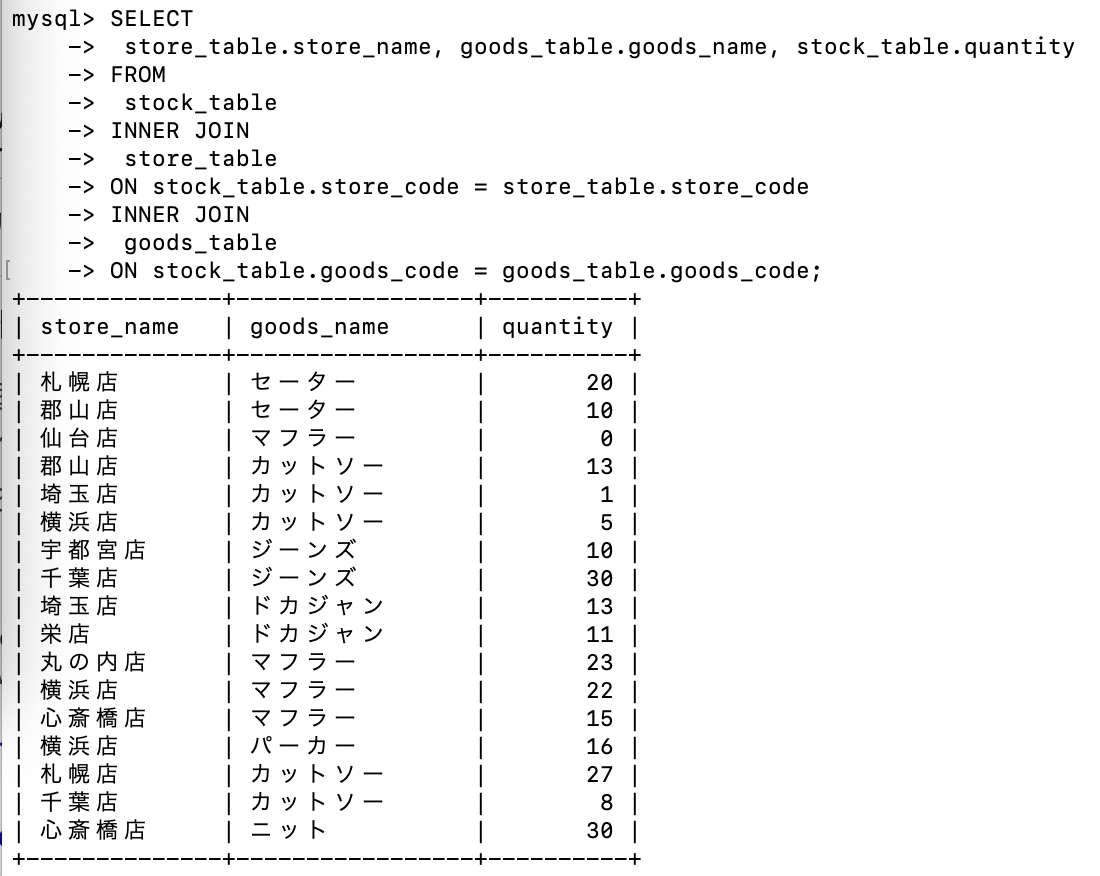 mysql> SELECT
    ->  store_table.store_name, goods_table.goods_name, stock_table.quantity
    -> FROM
    ->  stock_table
    -> INNER JOIN
    ->  store_table
    -> ON stock_table.store_code = store_table.store_code
    -> INNER JOIN
    ->  goods_table
    -> ON stock_table.goods_code = goods_table.goods_code;
+--------------+-----------------+----------+
| store_name   | goods_name      | quantity |
+--------------+-----------------+----------+
| 札幌店 | セーター | 20 |
| 郡山店 | セーター | 10 |
| 仙台店 | マフラー | 0 |
| 郡山店 | カットソー | 13 |
| 埼玉店 | カットソー | 1 |
| 横浜店 | カットソー | 5 |
| 宇都宮店 | ジーンズ | 10 |
| 千葉店 | ジーンズ | 30 |
| 埼玉店 | ドカジャン | 13 |
| 栄店 | ドカジャン | 11 |
| 丸の内店 | マフラー | 23 |
| 横浜店 | マフラー | 22 |
| 心斎橋店 | マフラー | 15 |
| 横浜店 | パーカー | 16 |
| 札幌店 | カットソー | 27 |
| 千葉店 | カットソー | 8 |
| 心斎橋店 | ニット | 30 |
+--------------+-----------------+----------+